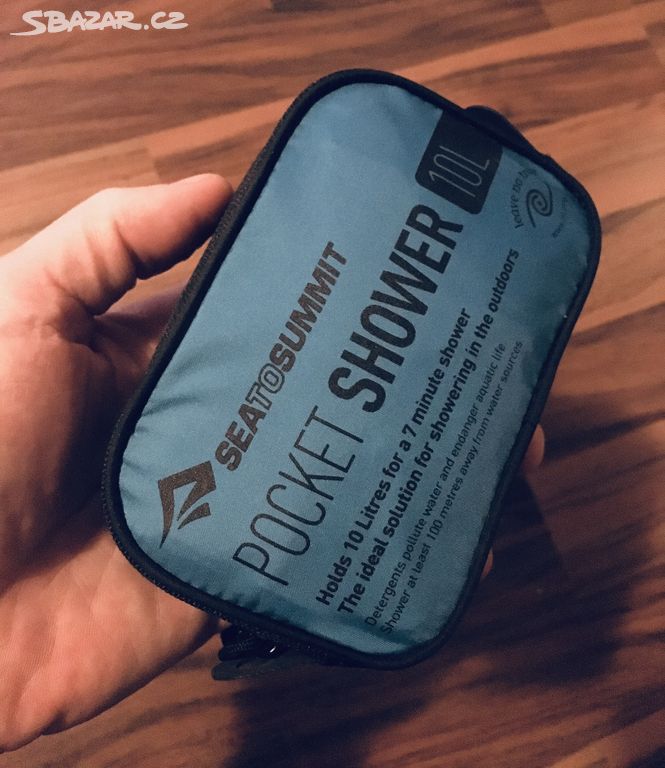 SBAZAR.CZ
SEA TO SUMMIT
POCKET SHOWER 10L
leave no trace
Holds 10 Litres for a 7 minute shower
The ideal solution for showering in the outdoors
Detergents pollute water and endanger aquatic life
Shower at least 100 metres away from water sources